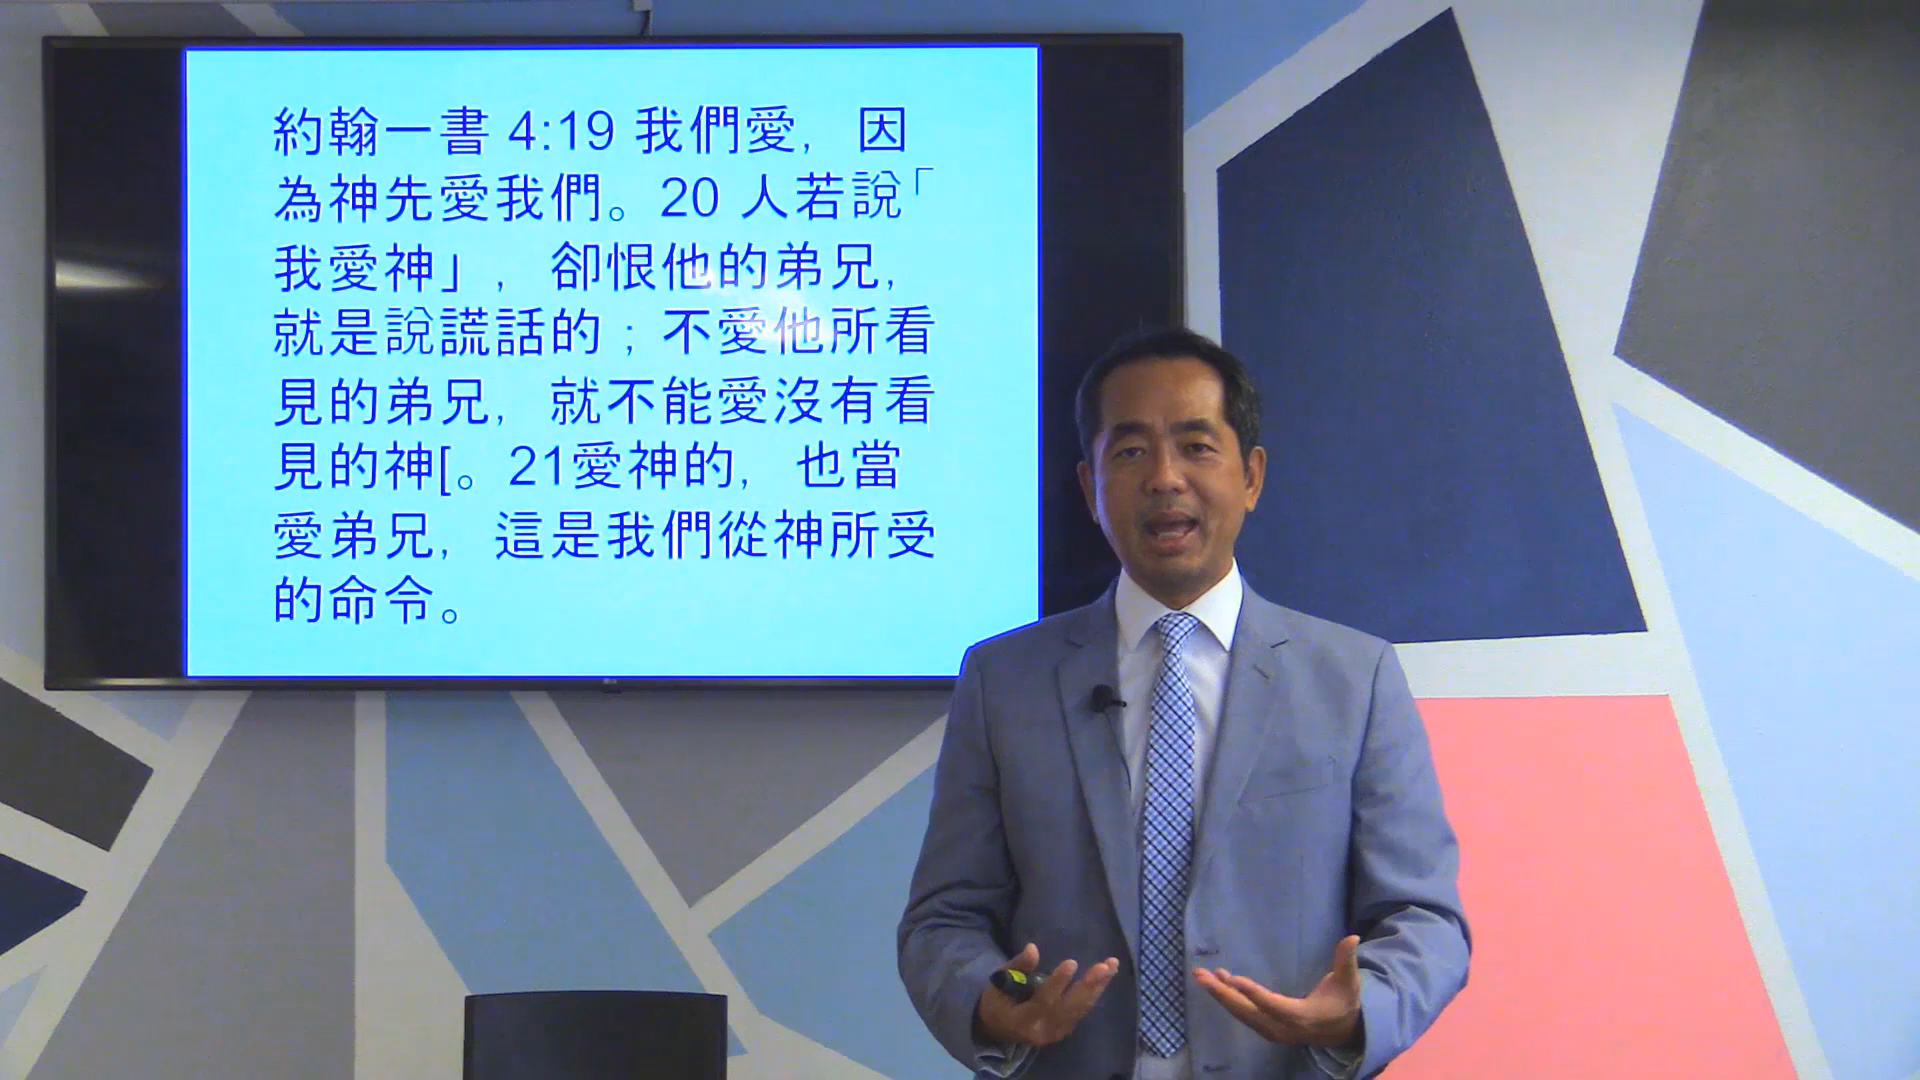 約翰一書 4:19 我們愛，因
為神先愛我們。20 人若說「
我愛神」，卻恨他的弟兄，
就是說謊話的；不愛他所看
見的弟兄，就不能愛沒有看
見的神[。21愛神的，也當
愛弟兄，這是我們從神所受
的命令。